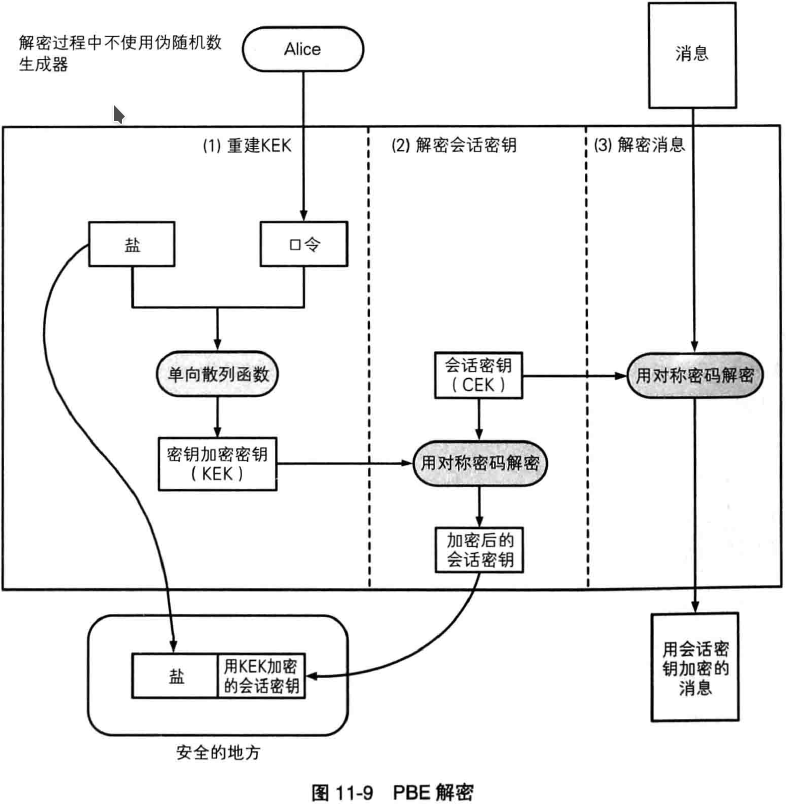 解密过程中不使用伪随机数
生成器
Alice
消息
(1) 重建KEK
(2) 解密会话密钥
(3) 解密消息
盐
口令
单向散列函数
会话密钥
（CEK）
用对称密码解密
密钥加密密钥
（KEK）
用对称密码解密
加密后的
会话密钥
盐
用KEK加密
的会话密钥
用会话密
钥加密的
消息
安全的地方
图 11-9 PBE 解密